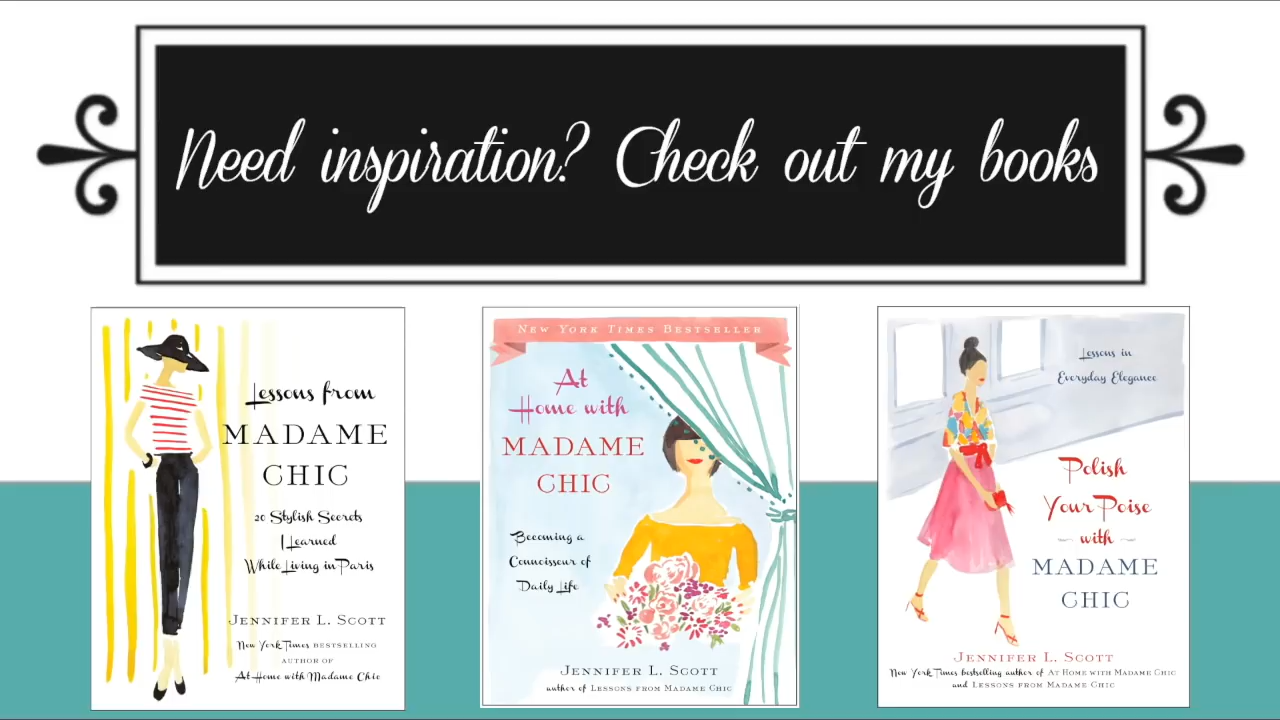 Need inspiration? Check out my books
Lessons from
MADAME
CHIC
20 Stylish Secrets
I Learned
While Living in Paris
JENNIFER L. SCOTT
New York Times BESTSELLING
AUTHOR OF
At Home with Madame Chic
NEW YORK TIMES BESTSELLER
At
Home with
MADAME
CHIC
Becoming a
Connoisseur of
Daily Life
JENNIFER L. SCOTT
author of LESSONS FROM MADAME CHIC
Lessons in
Everyday Elegance
Polish
Your Poise
with
MADAME
CHIC
JENNIFER L. SCOTT
New York Times bestselling author of AT HOME WITH MADAME CHIC
and LESSONS FROM MADAME CHIC